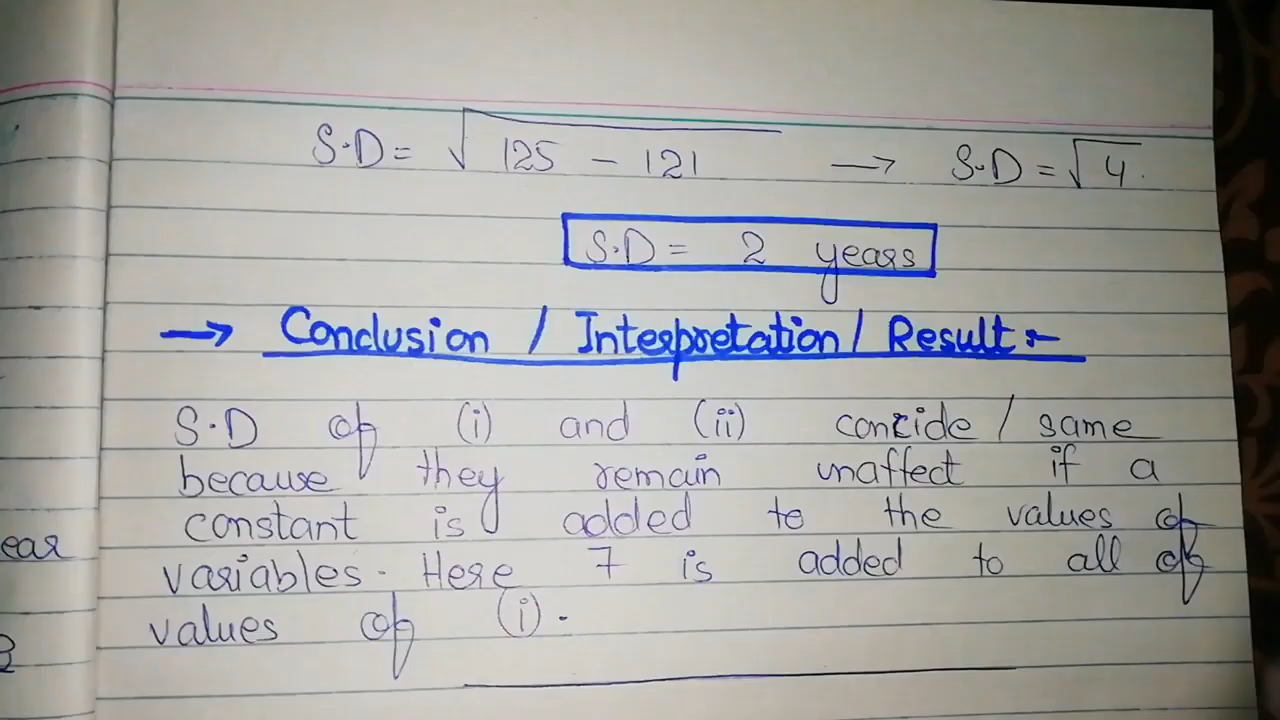 S.D = √125 - 121 → S.D = √4.
S.D = 2 years
→ Conclusion / Interpretation / Result :-
S.D of (i) and (ii) concide / same
because they remain unaffect if a
constant is added to the values of
variables. Here 7 is added to all of
values of (i).
ear